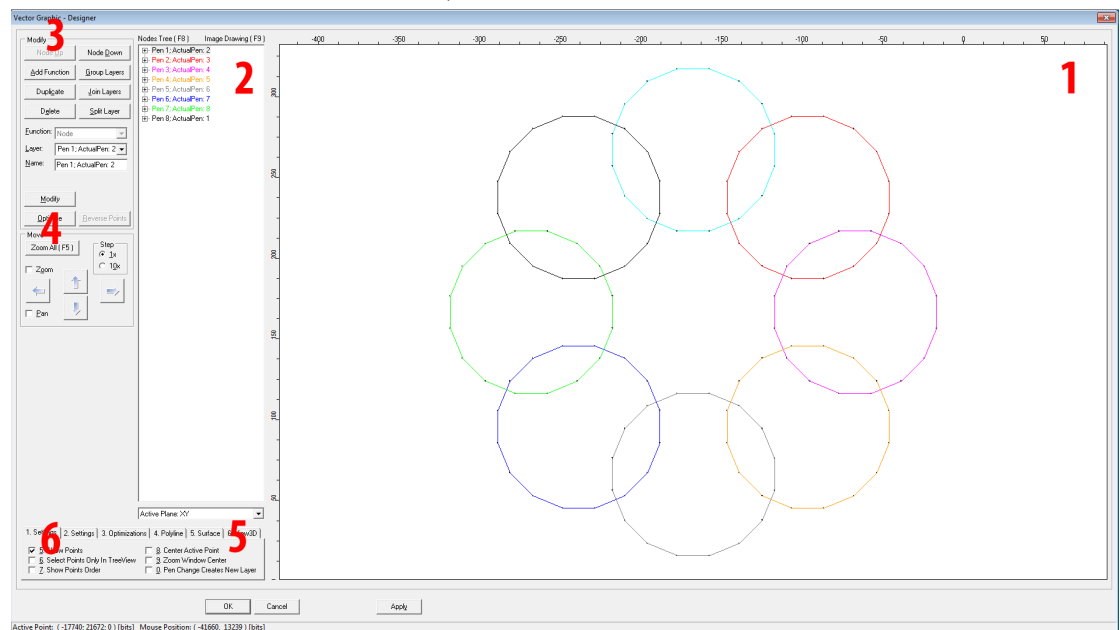 Vector Graphic - Designer
Modify
3
Node Down
Add Function
Group Layers
Duplicate
Join Layers
Delete
Split Layer
Function:
Node
Layer:
Pen 1; ActualPen: 2
Name:
Pen 1; ActualPen: 2
Modify
4
Reverse Points
Zoom All ( F5 )
Step
1x
10x
Zoom
Pan
Nodes Tree ( F8 ) Image Drawing ( F9 )
Pen 1; ActualPen: 2
Pen 2; ActualPen: 3
Pen 3; ActualPen: 4
Pen 4; ActualPen: 5
Pen 5; ActualPen: 6
Pen 6; ActualPen: 7
Pen 7; ActualPen: 8
Pen 8; ActualPen: 1
2
Active Plane: XY
1. Settings 2. Settings 3. Optimizations 4. Polyline 5. Surface
6
5
Points
6. Select Points Only In TreeView
7. Show Points Order
8. Center Active Point
9. Zoom Window Center
0. Pen Change Creates New Layer
-400 -350 -300 -250 -200 -150 -100 -50 0 50
300
250
200
150
100
50
1
OK Cancel Apply
Active Point: ( -17740; 21672; 0 ) [bits] Mouse Position: ( -41660, 13239 ) [bits]